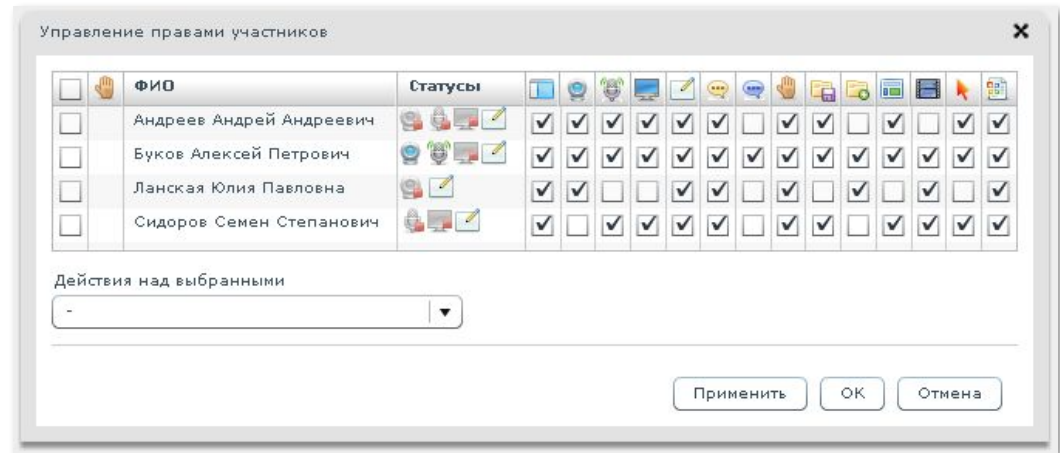 Управление правами участников
ФИО Статусы
Андреев Андрей Андреевич
Буков Алексей Петрович
Ланская Юлия Павловна
Сидоров Семен Степанович
Действия над выбранными
-
Применить ОК Отмена